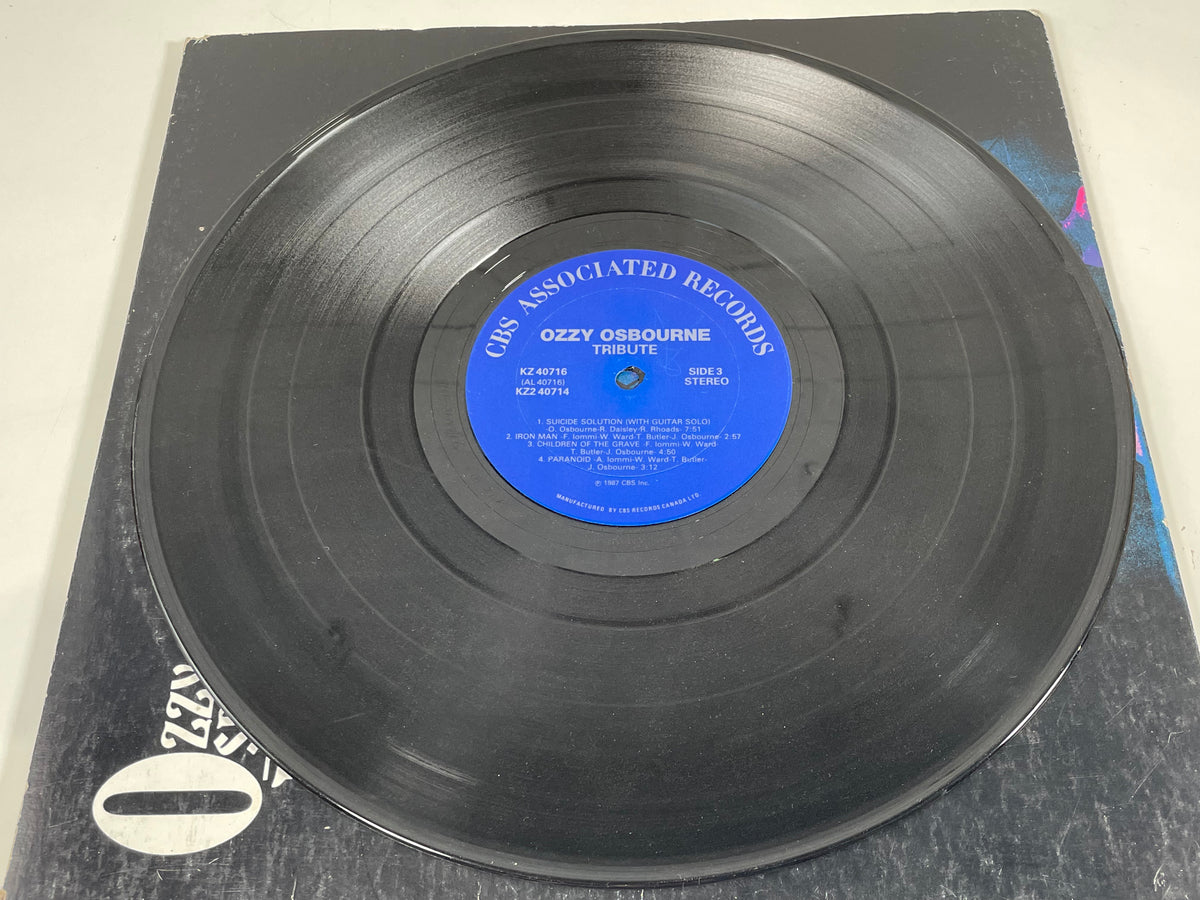 CBS ASSOCIATED RECORDS
OZZY OSBOURNE
TRIBUTE
KZ 40716
(AL 40716)
KZ2 40714
SIDE 3
STEREO
1. SUICIDE SOLUTION (WITH GUITAR SOLO)
-O. Osbourne-R. Daisley-R. Rhoads- 7:51
2. IRON MAN -F. Iommi-W. Ward-T. Butler-J. Osbourne- 2:57
3. CHILDREN OF THE GRAVE -F. Iommi-W. Ward-
T. Butler-J. Osbourne- 4:50
4. PARANOID -A. Iommi-W. Ward-T. Butler-
J. Osbourne- 3:12
℗ 1987 CBS Inc.
MANUFACTURED BY CBS RECORDS CANADA LTD.
Ozzy